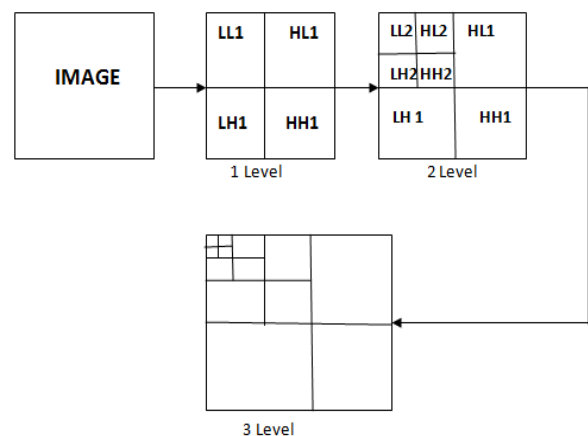 IMAGE
LL1 HL1
LH1 HH1
1 Level
LL2 HL2 HL1
LH2 HH2
LH 1 HH1
2 Level
3 Level